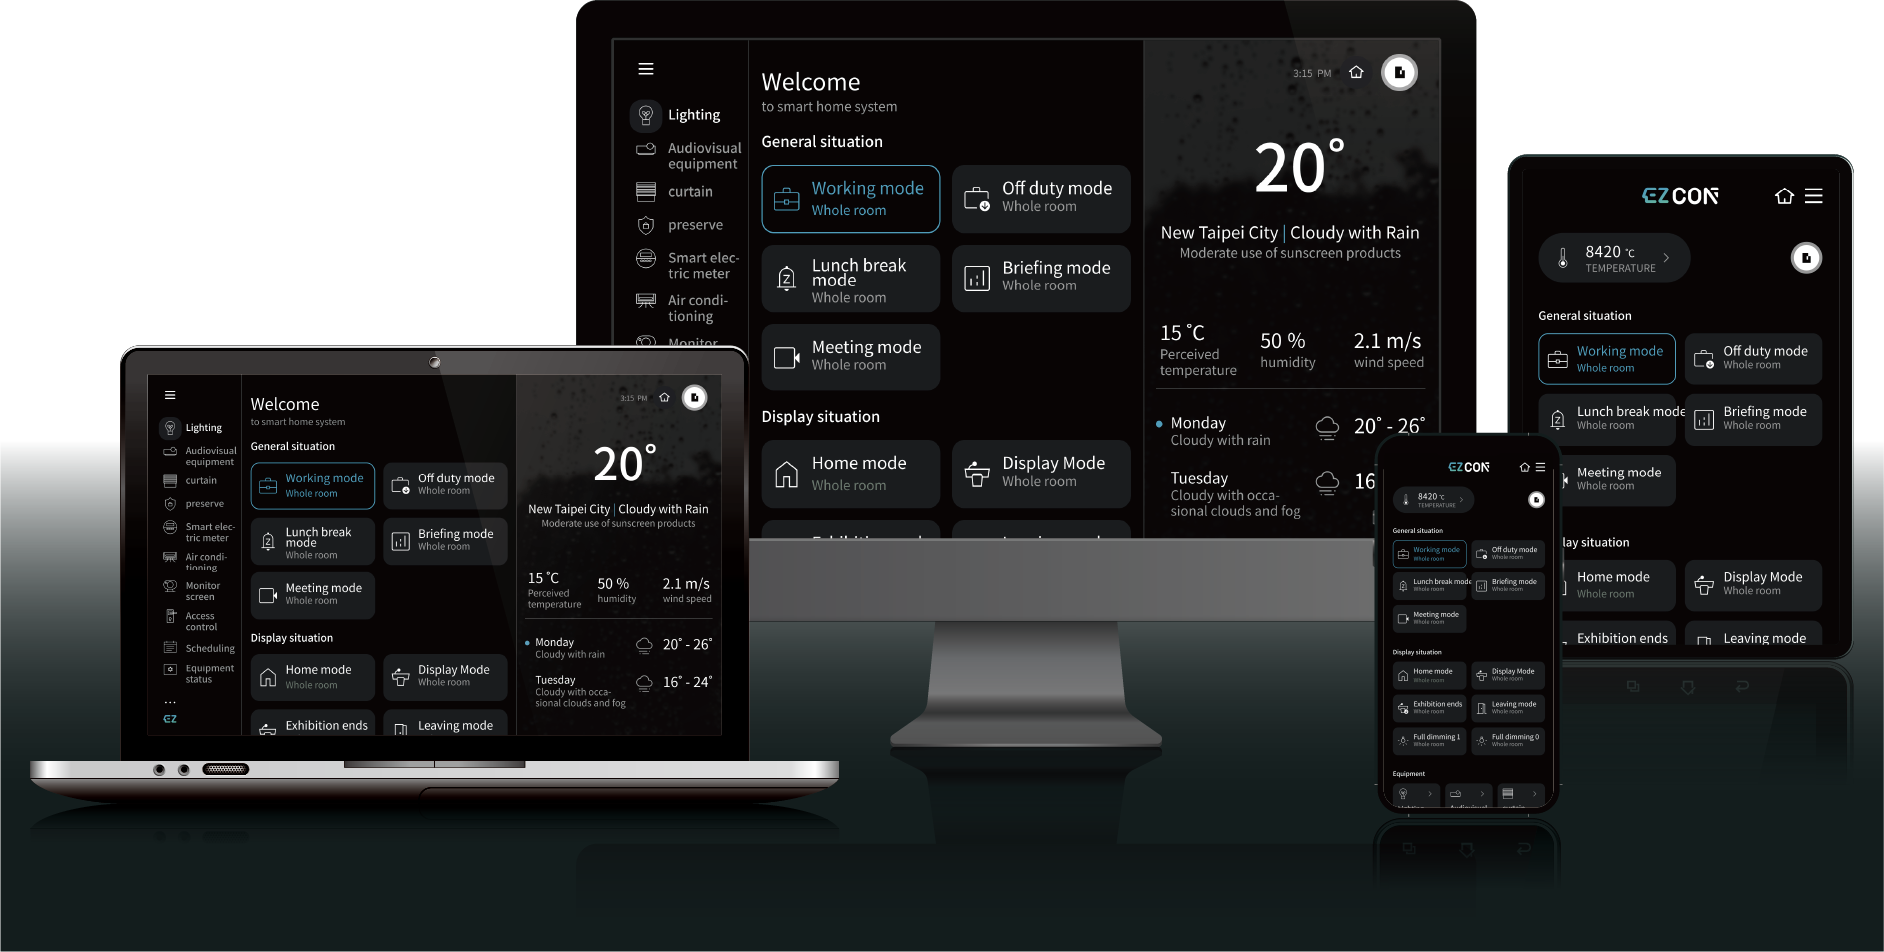 Welcome
to smart home system
3:15 PM
Lighting
Audiovisual
equipment
curtain
preserve
Smart elec-
tric meter
Air condi-
tioning
Monitor
General situation
Working mode
Whole room
Off duty mode
Whole room
Lunch break
mode
Whole room
Briefing mode
Whole room
Meeting mode
Whole room
Display situation
Home mode
Whole room
Display Mode
Whole room
20°
New Taipei City | Cloudy with Rain
Moderate use of sunscreen products
15 °C
Perceived
temperature
50 %
humidity
2.1 m/s
wind speed
Monday
Cloudy with rain
20° - 26°
Tuesday
Cloudy with occa-
sional clouds and fog
16
Welcome
to smart home system
3:15 PM
Lighting
Audiovisual
equipment
curtain
preserve
Smart elec-
tric meter
Air condi-
tioning
Monitor
screen
Access
control
Scheduling
Equipment
status
...
EZ
General situation
Working mode
Whole room
Off duty mode
Whole room
Lunch break
mode
Whole room
Briefing mode
Whole room
Meeting mode
Whole room
Display situation
Home mode
Whole room
Display Mode
Whole room
Exhibition ends
Leaving mode
20°
New Taipei City | Cloudy with Rain
Moderate use of sunscreen products
15 °C
Perceived
temperature
50 %
humidity
2.1 m/s
wind speed
Monday
Cloudy with rain
20° - 26°
Tuesday
Cloudy with occa-
sional clouds and fog
16° - 24°
EZCON
8420 °C
TEMPERATURE
General situation
Working mode
Whole room
Off duty mode
Whole room
Lunch break mode
Briefing mode
Whole room
Meeting mode
Whole room
lay situation
Home mode
Whole room
Display Mode
Whole room
Exhibition ends
Leaving mode
EZCON
8420 °C
TEMPERATURE
General situation
Working mode
Whole room
Off duty mode
Whole room
Lunch break mode
Whole room
Briefing mode
Whole room
Meeting mode
Whole room
Display situation
Home mode
Whole room
Display Mode
Whole room
Exhibition ends
Whole room
Leaving mode
Whole room
Full dimming 1
Whole room
Full dimming 0
Whole room
Equipment